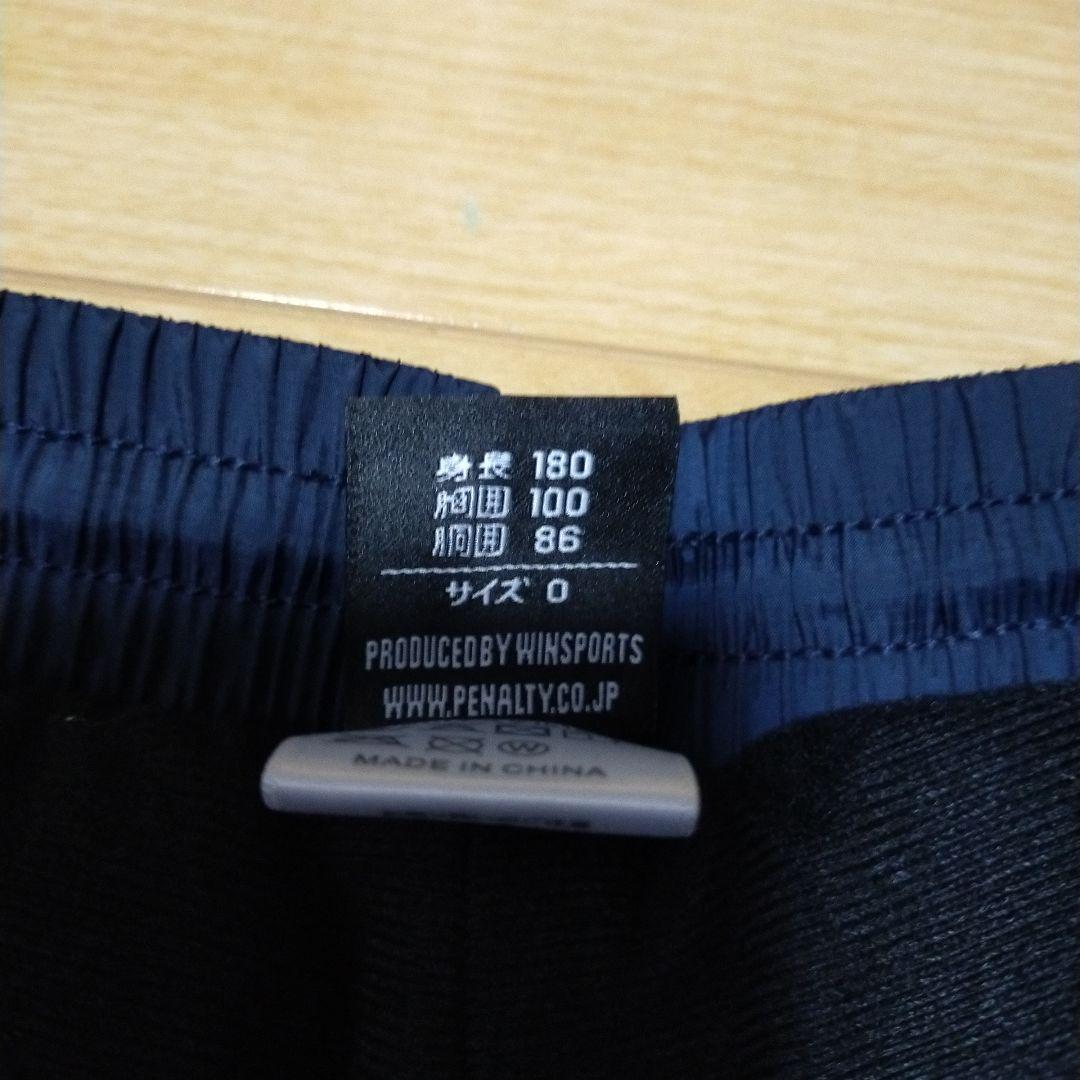 身長 180
胸囲 100
胴囲 86
サイズ O
PRODUCED BY WINSPORTS
WWW.PENALTY.CO.JP
MADE IN CHINA